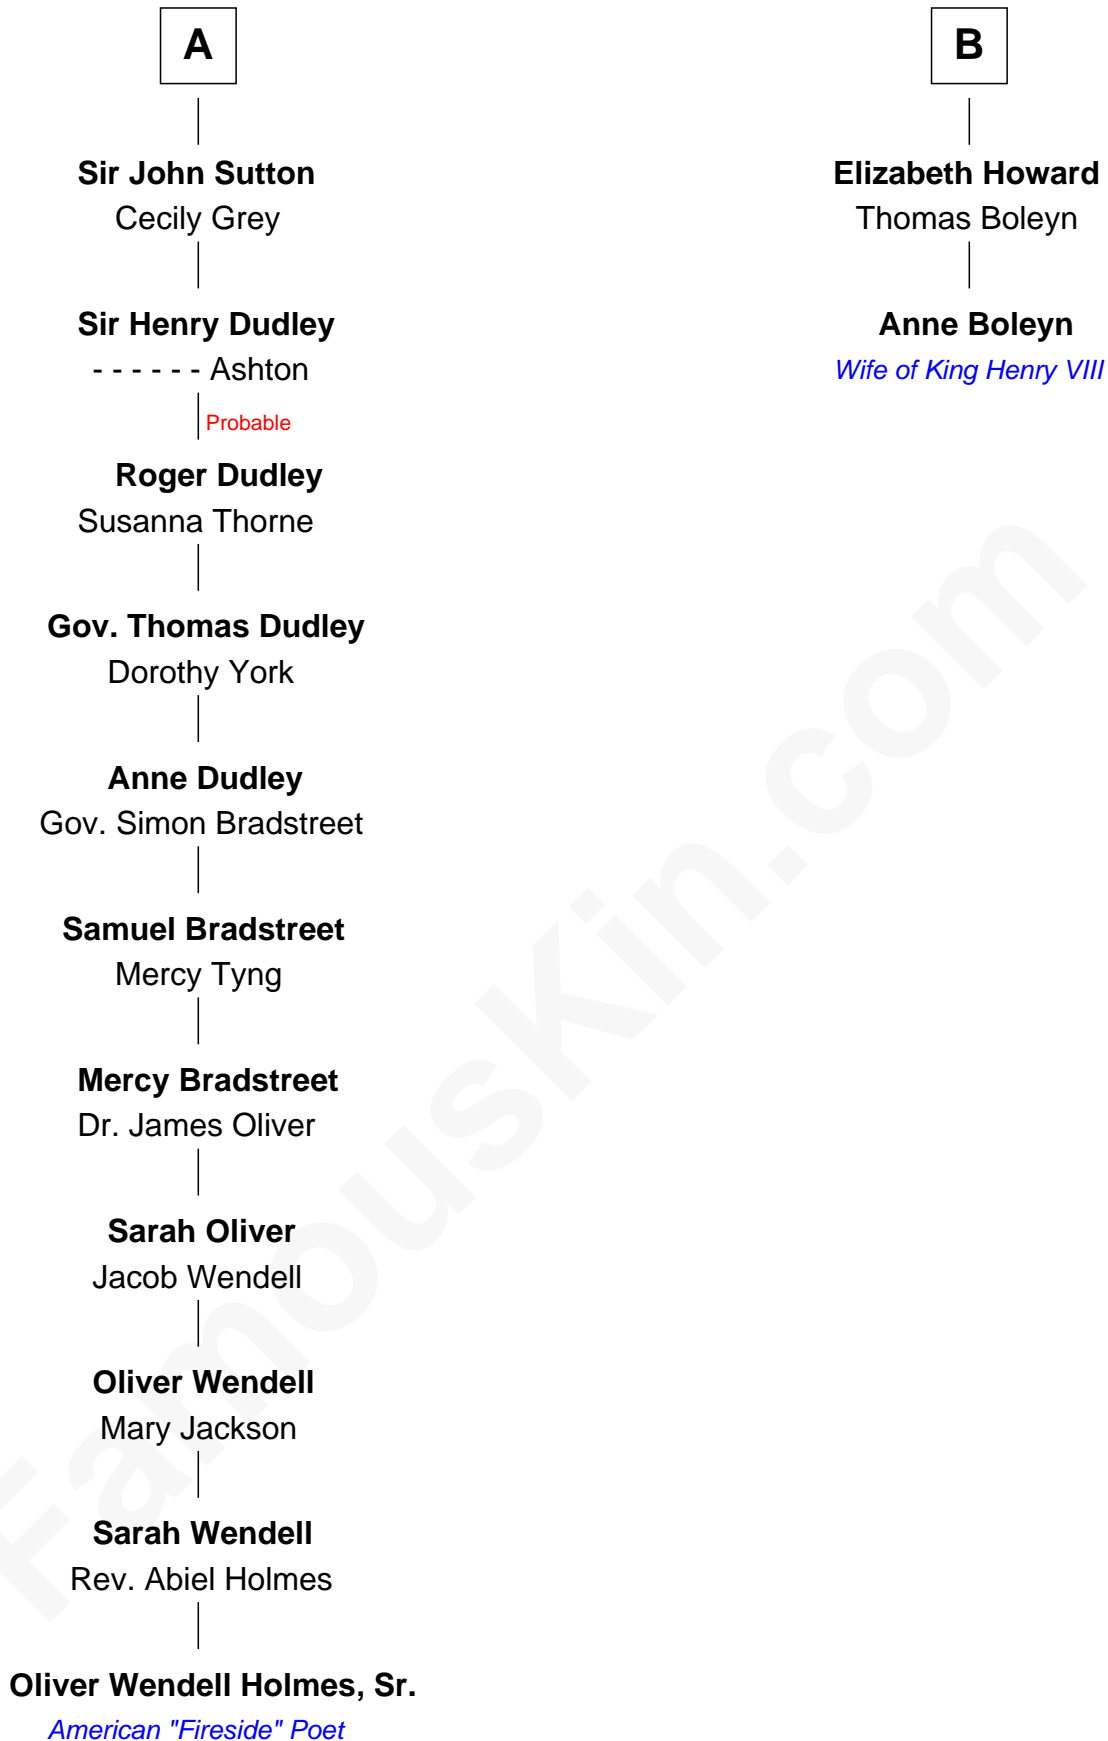 A
Sir John Sutton
Cecily Grey
Sir Henry Dudley
- - - - - - Ashton
Probable
Roger Dudley
Susanna Thorne
Gov. Thomas Dudley
Dorothy York
Anne Dudley
Gov. Simon Bradstreet
Samuel Bradstreet
Mercy Tyng
Mercy Bradstreet
Dr. James Oliver
Sarah Oliver
Jacob Wendell
Oliver Wendell
Mary Jackson
Sarah Wendell
Rev. Abiel Holmes
Oliver Wendell Holmes, Sr.
American "Fireside" Poet
B
Elizabeth Howard
Thomas Boleyn
Anne Boleyn
Wife of King Henry VIII
FamousKin.com